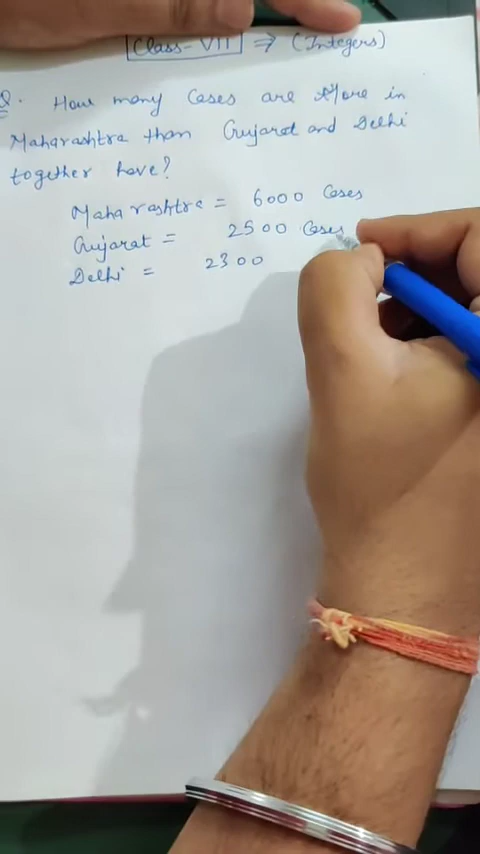 Class-VII ⇒ (Integers)
Q. How many Cases are More in
Maharashtra than Gujarat and Delhi
together have?
Maharashtra = 6000 Cases
Gujarat = 2500 Cases
Delhi = 2300